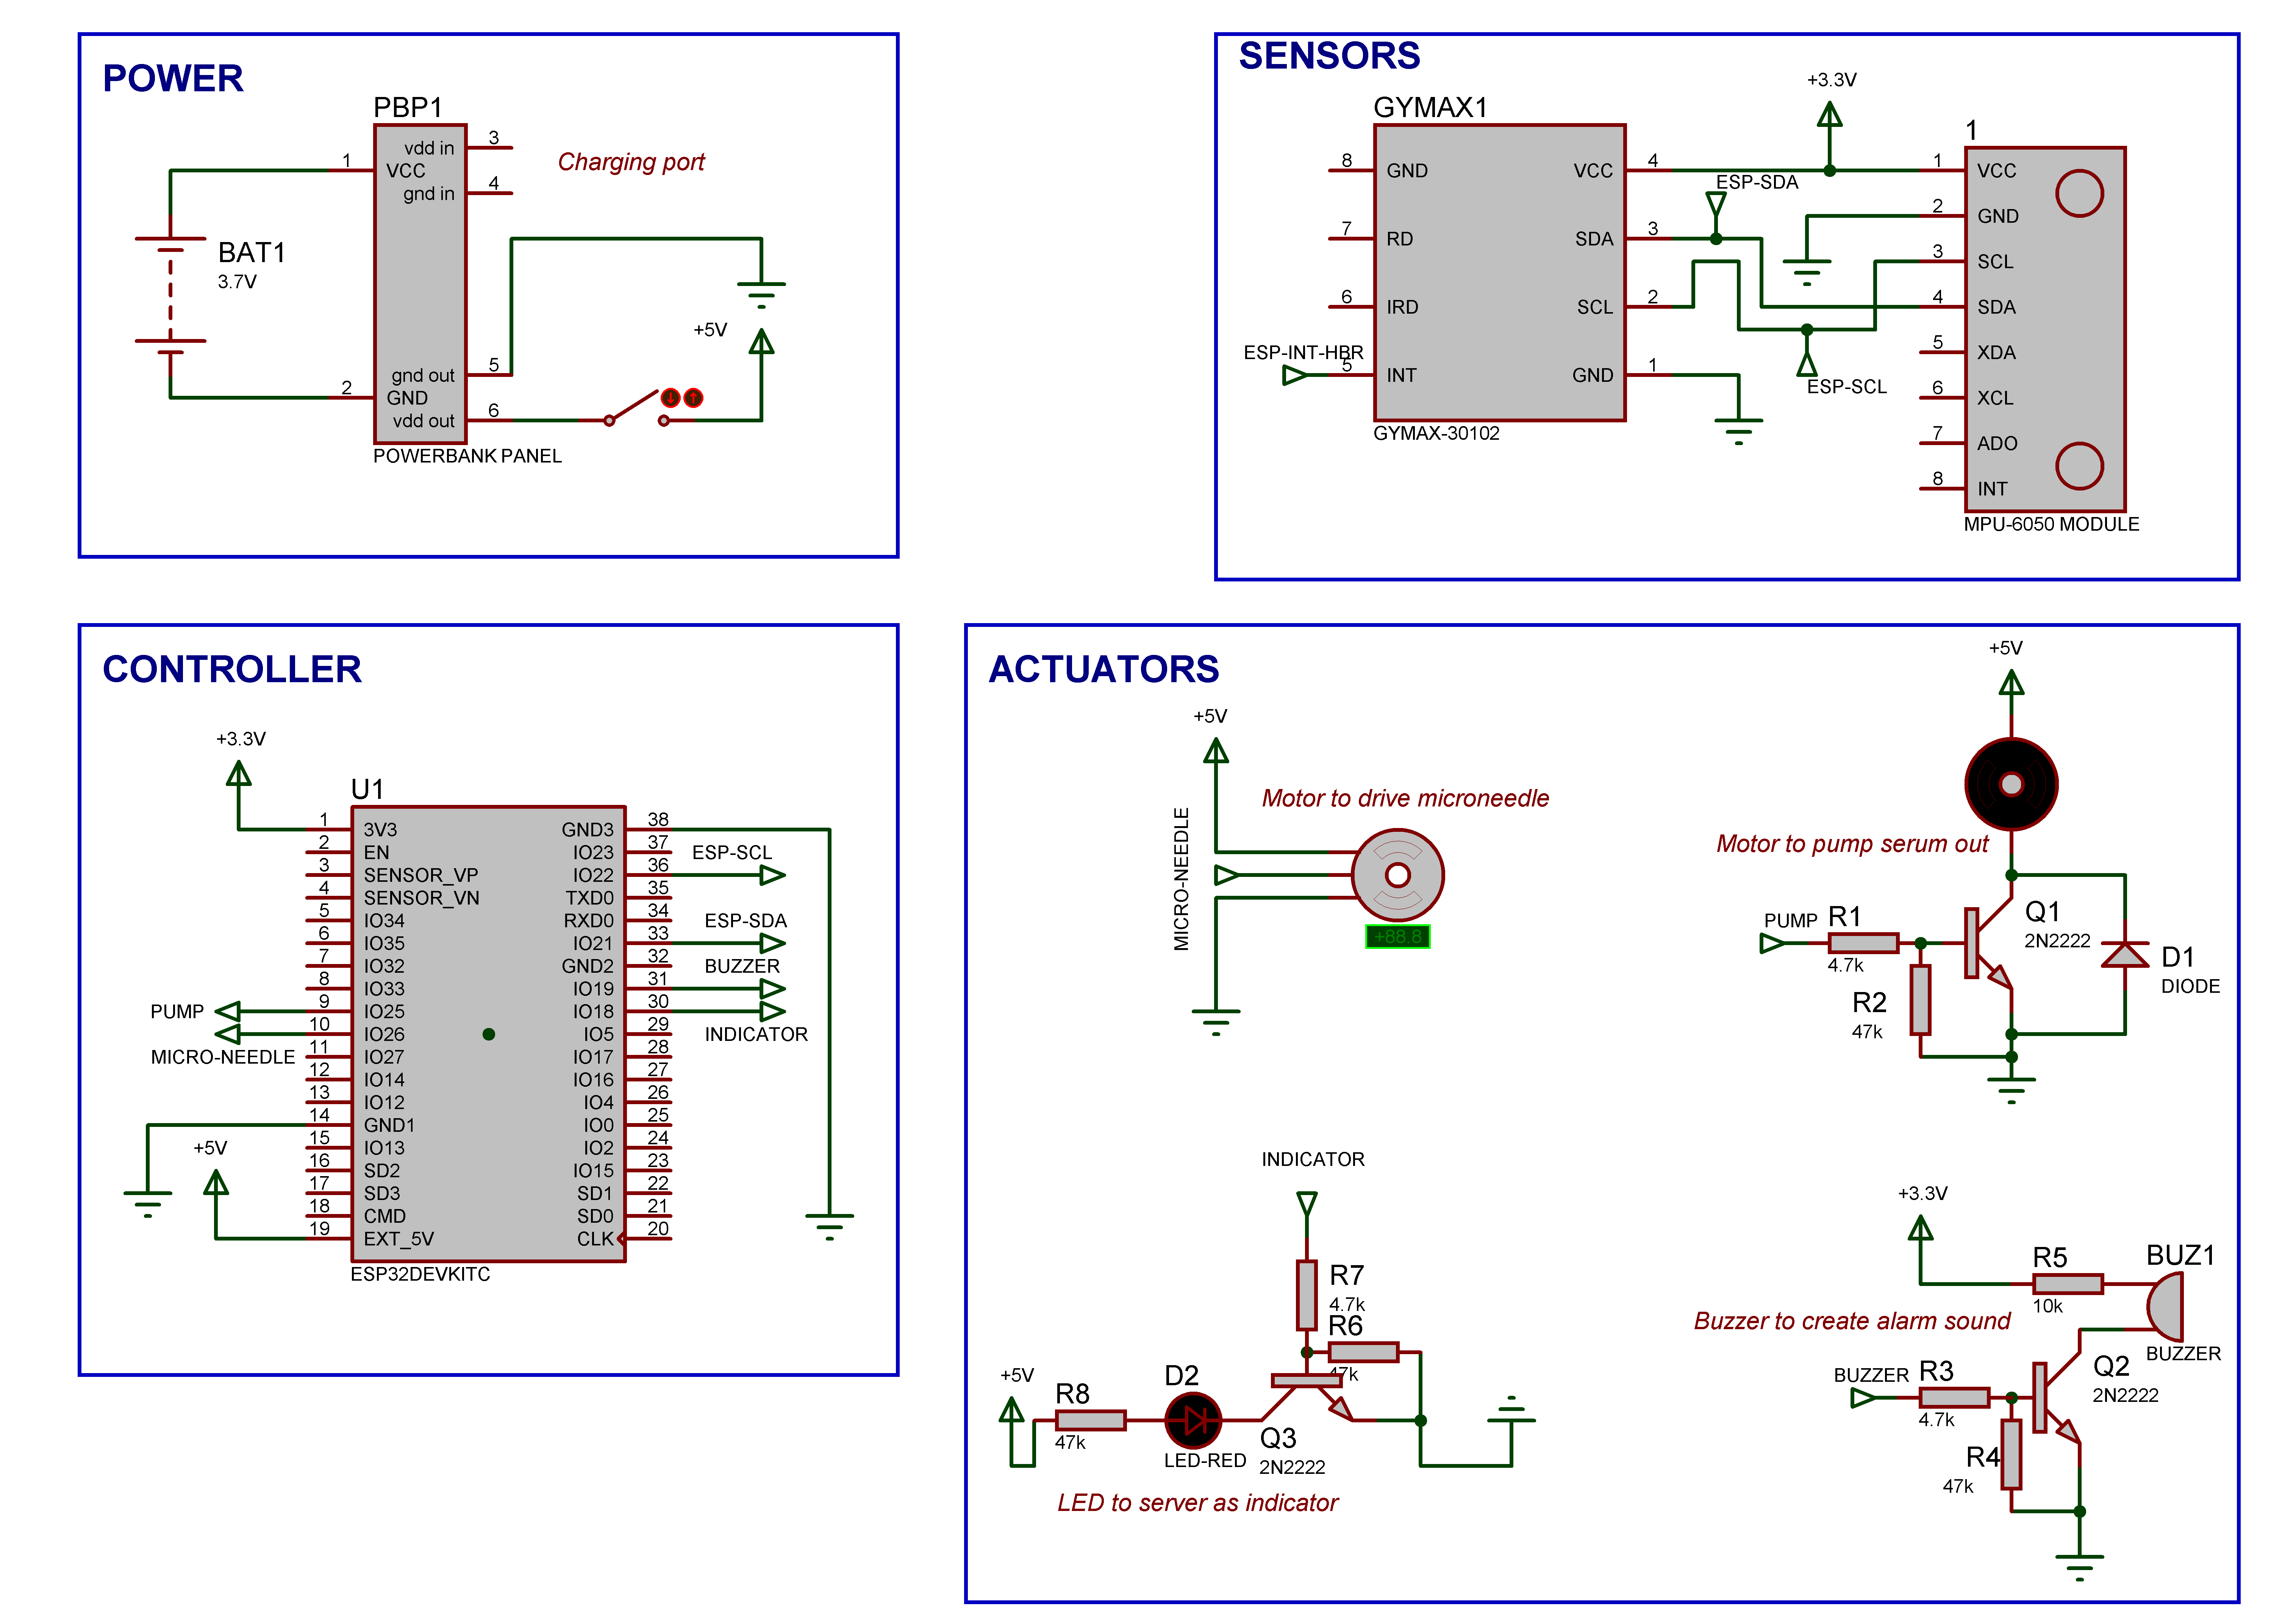 POWER
PBP1
vdd in
3
1
VCC
gnd in
4
Charging port
BAT1
3.7V
+5V
gnd out
5
2
GND
vdd out
6
POWERBANK PANEL
SENSORS
GYMAX1
+3.3V
1
8
GND
VCC
4
ESP-SDA
7
RD
SDA
3
6
IRD
SCL
2
ESP-INT-HBR
5
INT
GND
1
GYMAX-30102
ESP-SCL
1
VCC
2
GND
3
SCL
4
SDA
5
XDA
6
XCL
7
ADO
8
INT
MPU-6050 MODULE
CONTROLLER
+3.3V
U1
1
3V3
GND3
38
2
EN
IO23
37
ESP-SCL
3
SENSOR_VP
IO22
36
4
SENSOR_VN
TXD0
35
5
IO34
RXD0
34
ESP-SDA
6
IO35
IO21
33
7
IO32
GND2
32
BUZZER
8
IO33
IO19
31
PUMP
9
IO25
IO18
30
10
IO26
IO5
29
INDICATOR
MICRO-NEEDLE
11
IO27
IO17
28
12
IO14
IO16
27
13
IO12
IO4
26
14
GND1
IO0
25
+5V
15
IO13
IO2
24
16
SD2
IO15
23
17
SD3
SD1
22
18
CMD
SD0
21
19
EXT_5V
CLK
20
ESP32DEVKITC
ACTUATORS
+5V
MICRO-NEEDLE
Motor to drive microneedle
+88.8
+5V
Motor to pump serum out
PUMP
R1
4.7k
Q1
2N2222
R2
47k
D1
DIODE
INDICATOR
R7
4.7k
R6
47k
+5V
R8
47k
D2
LED-RED
Q3
2N2222
LED to server as indicator
+3.3V
R5
10k
BUZ1
BUZZER
Buzzer to create alarm sound
BUZZER
R3
4.7k
Q2
2N2222
R4
47k